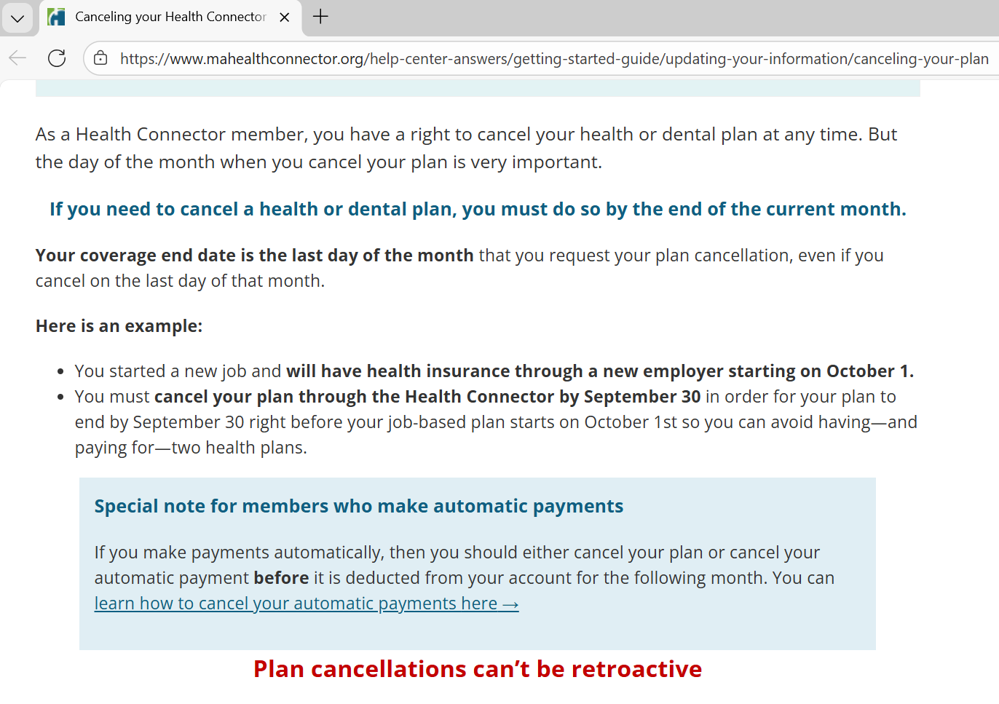 Canceling your Health Connector
https://www.mahealthconnector.org/help-center-answers/getting-started-guide/updating-your-information/canceling-your-plan
As a Health Connector member, you have a right to cancel your health or dental plan at any time. But
the day of the month when you cancel your plan is very important.
If you need to cancel a health or dental plan, you must do so by the end of the current month.
Your coverage end date is the last day of the month that you request your plan cancellation, even if you
cancel on the last day of that month.
Here is an example:
• You started a new job and will have health insurance through a new employer starting on October 1.
• You must cancel your plan through the Health Connector by September 30 in order for your plan to
end by September 30 right before your job-based plan starts on October 1st so you can avoid having—and
paying for—two health plans.
Special note for members who make automatic payments
If you make payments automatically, then you should either cancel your plan or cancel your
automatic payment before it is deducted from your account for the following month. You can
learn how to cancel your automatic payments here →
Plan cancellations can’t be retroactive